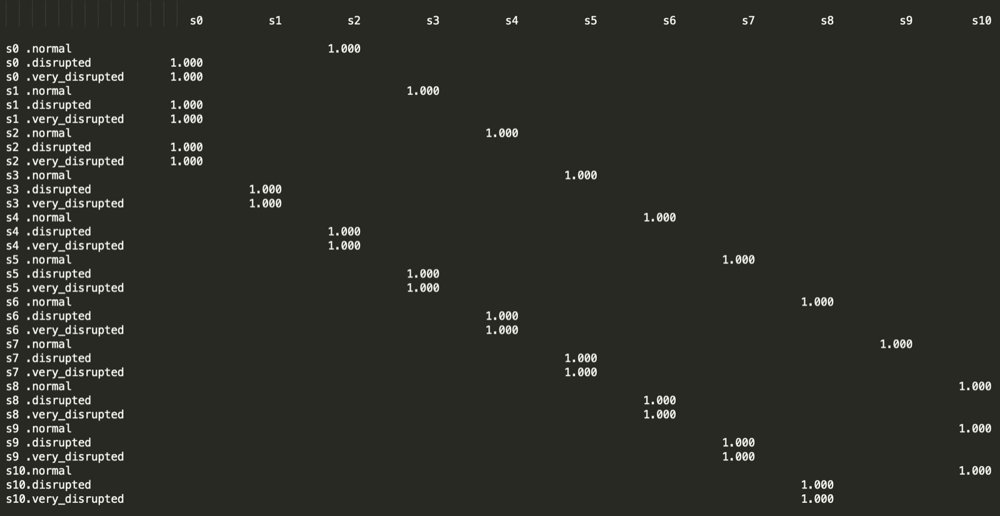 s0 s1 s2 s3 s4 s5 s6 s7 s8 s9 s10
s0 .normal 1.000
s0 .disrupted 1.000
s0 .very_disrupted 1.000
s1 .normal 1.000
s1 .disrupted 1.000
s1 .very_disrupted 1.000
s2 .normal 1.000
s2 .disrupted 1.000
s2 .very_disrupted 1.000
s3 .normal 1.000
s3 .disrupted 1.000
s3 .very_disrupted 1.000
s4 .normal 1.000
s4 .disrupted 1.000
s4 .very_disrupted 1.000
s5 .normal 1.000
s5 .disrupted 1.000
s5 .very_disrupted 1.000
s6 .normal 1.000
s6 .disrupted 1.000
s6 .very_disrupted 1.000
s7 .normal 1.000
s7 .disrupted 1.000
s7 .very_disrupted 1.000
s8 .normal 1.000
s8 .disrupted 1.000
s8 .very_disrupted 1.000
s9 .normal 1.000
s9 .disrupted 1.000
s9 .very_disrupted 1.000
s10.normal 1.000
s10.disrupted 1.000
s10.very_disrupted 1.000